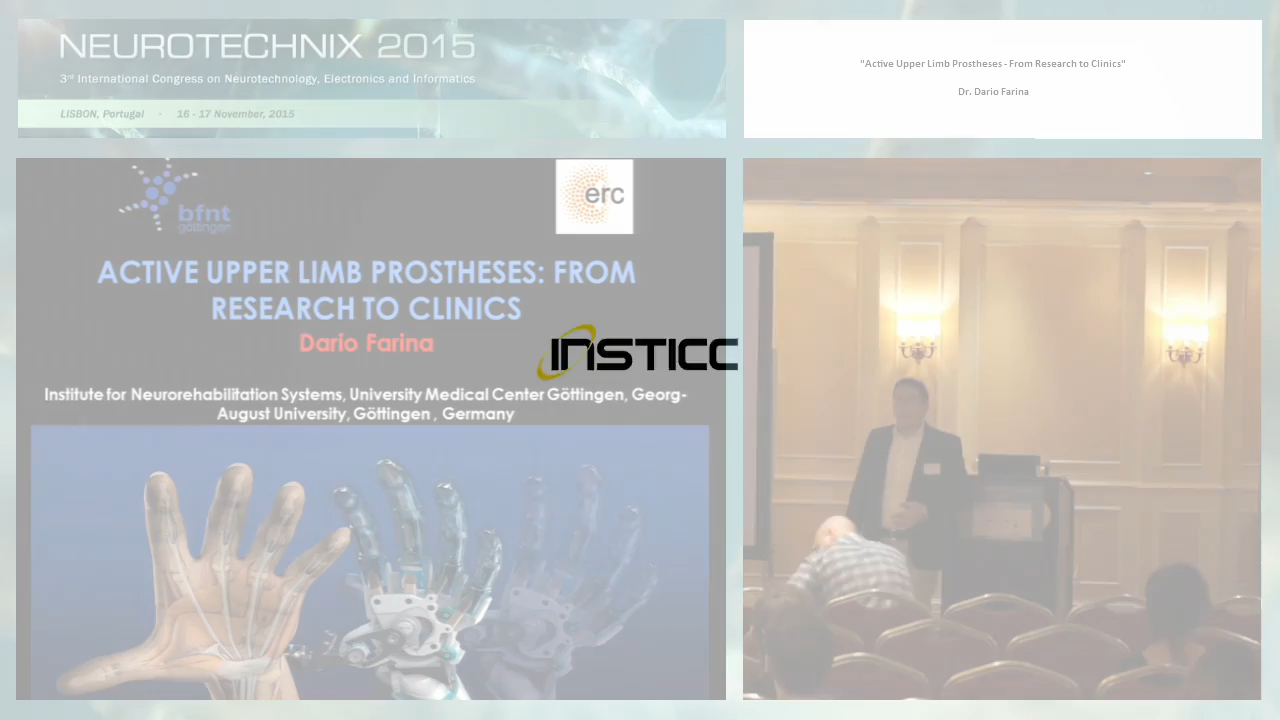 NEUROTECHNIX 2015
3rd International Congress on Neurotechnology, Electronics and Informatics
LISBON, Portugal · 16 - 17 November, 2015
"Active Upper Limb Prostheses - From Research to Clinics"
Dr. Dario Farina
bfnt
göttingen
erc
ACTIVE UPPER LIMB PROSTHESES: FROM
RESEARCH TO CLINICS
Dario Farina
INSTICC
Institute for Neurorehabilitation Systems, University Medical Center Göttingen, Georg-
August University, Göttingen , Germany